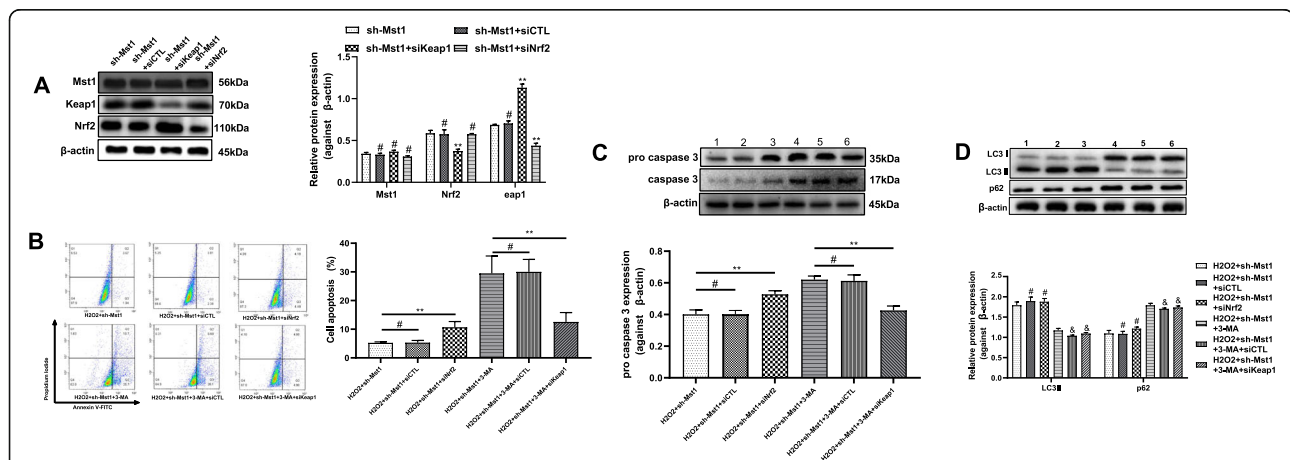 A
sh-Mst1
sh-Mst1
+siCTL
sh-Mst1
+siKeap1
sh-Mst1
+siNrf2
Mst1
56kDa
Keap1
70kDa
Nrf2
110kDa
β-actin
45kDa
sh-Mst1
sh-Mst1+siCTL
sh-Mst1+siKeap1
sh-Mst1+siNrf2
Relative protein expression
(against β-actin)
1.5
1.0
0.5
0.0
# # #
# ** #
# ** **
Mst1
Nrf2
eap1
B
H2O2+sh-Mst1
H2O2+sh-Mst1+siCTL
H2O2+sh-Mst1+siNrf2
H2O2+sh-Mst1+3-MA
H2O2+sh-Mst1+3-MA+siCTL
H2O2+sh-Mst1+3-MA+siKeap1
Propidium Iodide
Annexin V-FITC
Cell apoptosis (%)
60
50
40
30
20
10
0
**
#
**
#
H2O2+sh-Mst1
H2O2+sh-Mst1+siCTL
H2O2+sh-Mst1+siNrf2
H2O2+sh-Mst1+3-MA
H2O2+sh-Mst1+3-MA+siCTL
H2O2+sh-Mst1+3-MA+siKeap1
C
1 2 3 4 5 6
pro caspase 3
35kDa
caspase 3
17kDa
β-actin
45kDa
pro caspase 3 expression
(against β-actin)
0.8
0.6
0.4
0.2
0.0
**
#
**
#
H2O2+sh-Mst1
H2O2+sh-Mst1+siCTL
H2O2+sh-Mst1+siNrf2
H2O2+sh-Mst1+3-MA
H2O2+sh-Mst1+3-MA+siCTL
H2O2+sh-Mst1+3-MA+siKeap1
D
1 2 3 4 5 6
LC3
LC3
p62
β-actin
Relative protein expression
(against β-actin)
2.5
2.0
1.5
1.0
0.5
0.0
# # & &
# # & &
LC3
p62
H2O2+sh-Mst1
H2O2+sh-Mst1
+siCTL
H2O2+sh-Mst1
+siNrf2
H2O2+sh-Mst1
+3-MA
H2O2+sh-Mst1
+3-MA+siCTL
H2O2+sh-Mst1
+3-MA+siKeap1